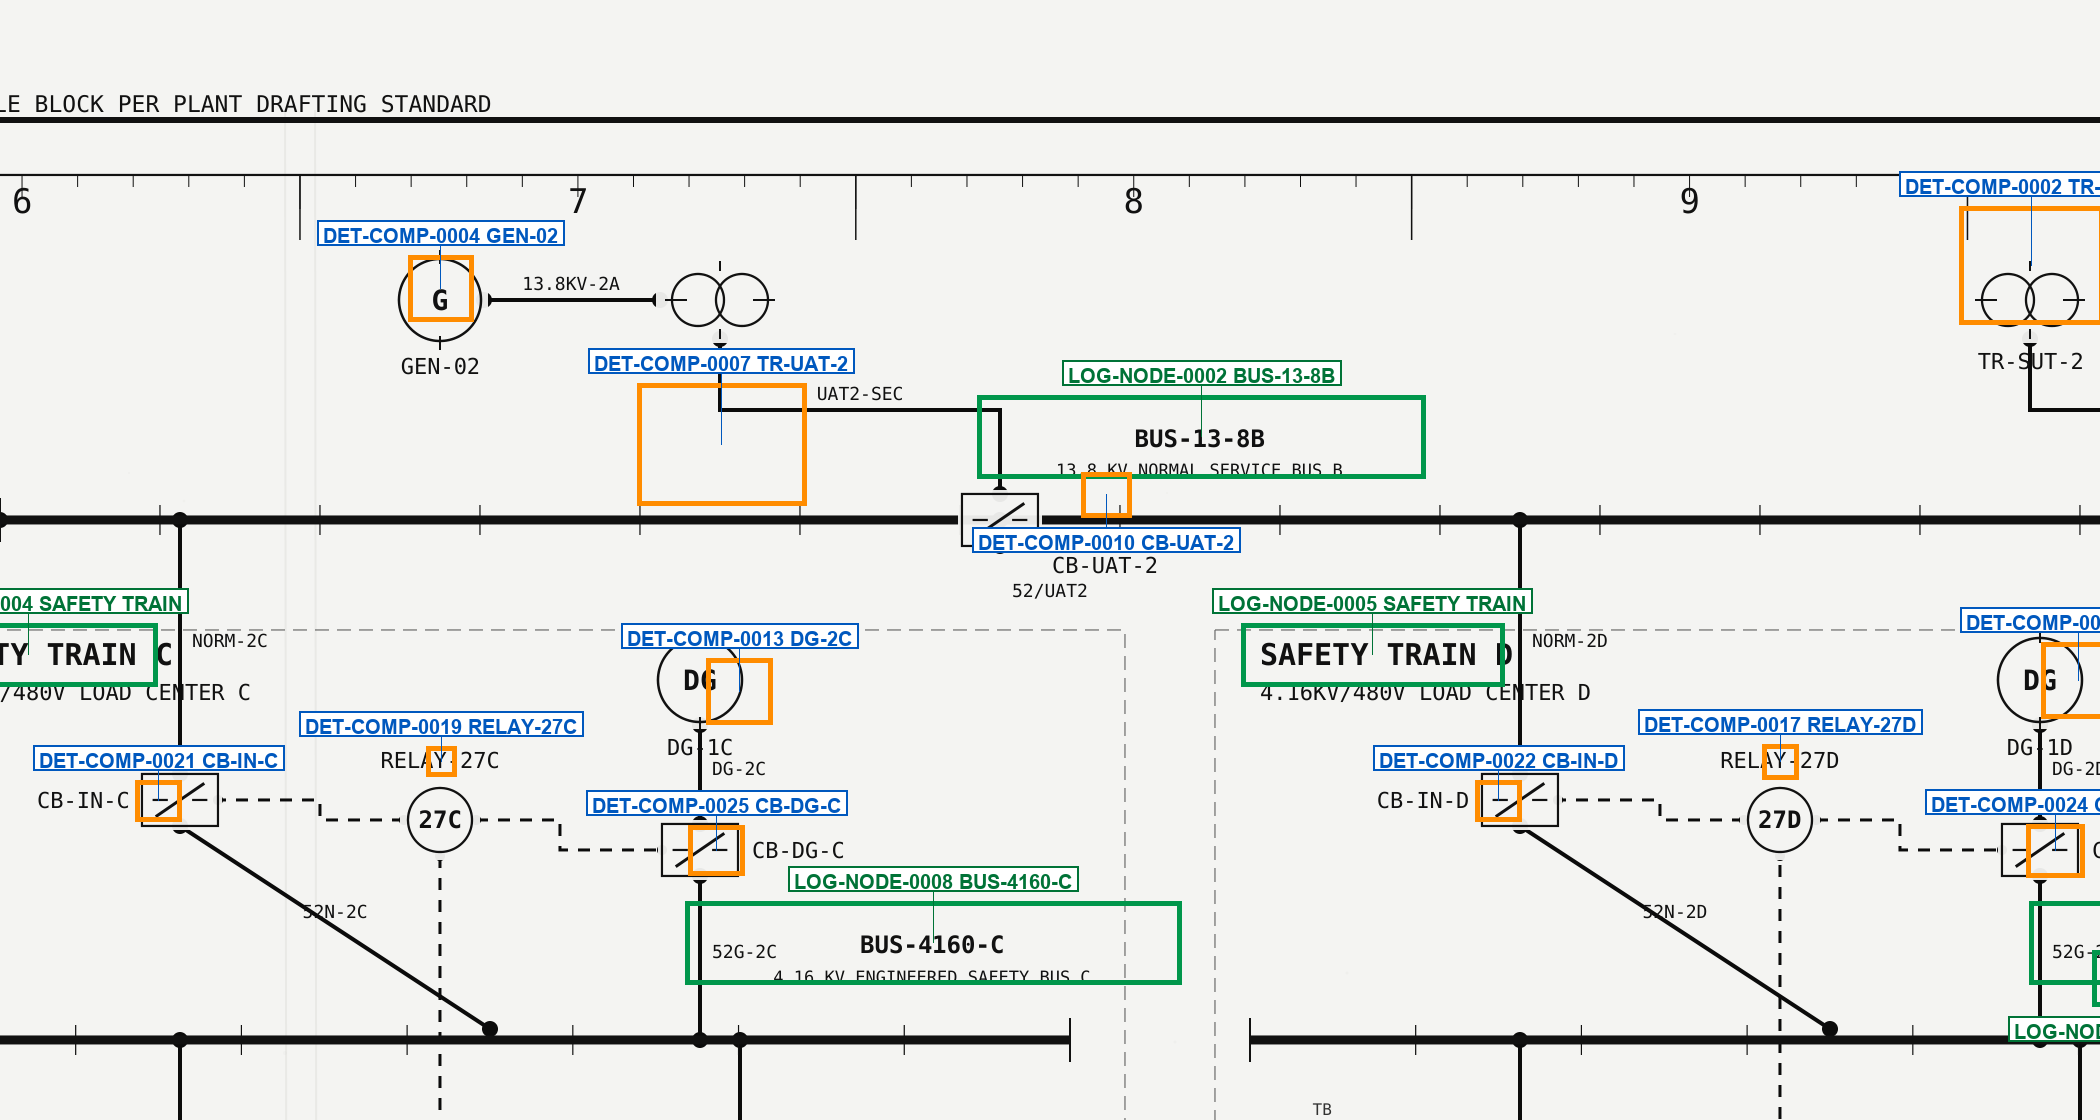 LE BLOCK PER PLANT DRAFTING STANDARD
6 7 8 9
DET-COMP-0002 TR-
DET-COMP-0004 GEN-02
G
13.8KV-2A
GEN-02
DET-COMP-0007 TR-UAT-2
TR-SUT-2
LOG-NODE-0002 BUS-13-8B
UAT2-SEC
BUS-13-8B
13.8 KV NORMAL SERVICE BUS B
DET-COMP-0010 CB-UAT-2
CB-UAT-2
52/UAT2
004 SAFETY TRAIN
LOG-NODE-0005 SAFETY TRAIN
DET-COMP-00
NORM-2C
DET-COMP-0013 DG-2C
NORM-2D
TY TRAIN C
SAFETY TRAIN D
DG
DG
/480V LOAD CENTER C
4.16KV/480V LOAD CENTER D
DET-COMP-0019 RELAY-27C
DET-COMP-0017 RELAY-27D
DG-1C
DG-1D
DET-COMP-0021 CB-IN-C
RELAY-27C
DG-2C
DET-COMP-0022 CB-IN-D
RELAY-27D
DG-2D
CB-IN-C
DET-COMP-0025 CB-DG-C
CB-IN-D
DET-COMP-0024 C
27C
27D
CB-DG-C
C
LOG-NODE-0008 BUS-4160-C
52N-2C
52N-2D
BUS-4160-C
52G-2C
52G-2
4.16 KV ENGINEERED SAFETY BUS C
LOG-NOD
TB